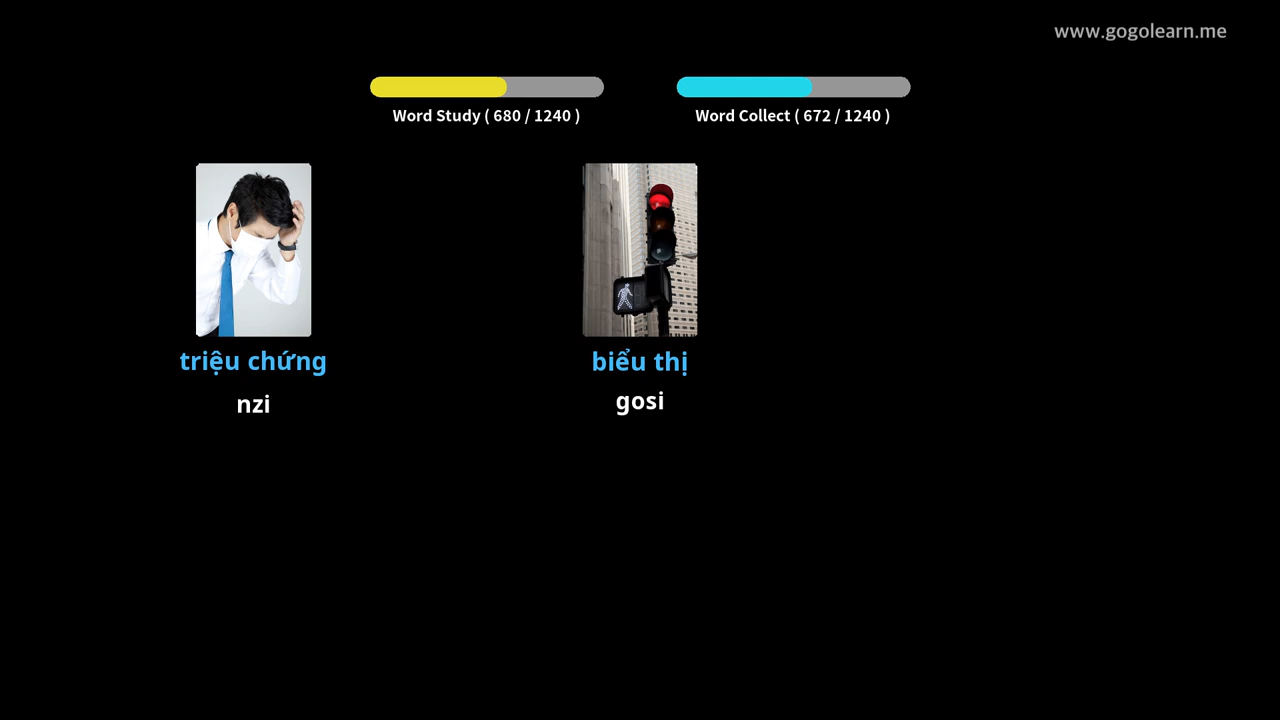 www.gogolearn.me
Word Study ( 680 / 1240 )
Word Collect ( 672 / 1240 )
triệu chứng
nzi
biểu thị
gosi